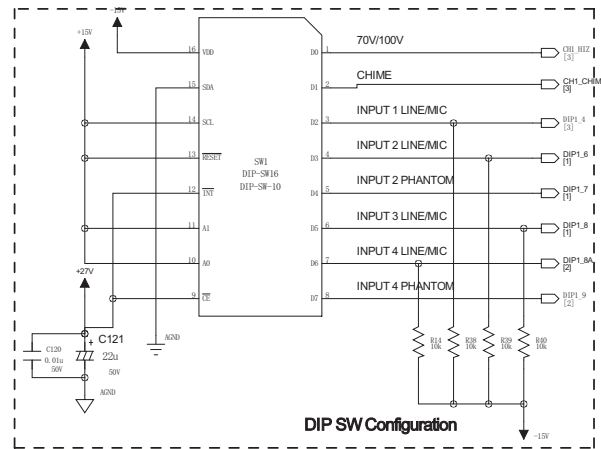 -15V
+15V
16 VDD D0 1 70V/100V CH1_HIZ [3]
15 SDA D1 2 CHIME CH1_CHIM [3]
14 SCL D2 3 INPUT 1 LINE/MIC DIP1_4 [3]
13 RESET D3 4 INPUT 2 LINE/MIC DIP1_6 [1]
SW1
DIP-SW16
DIP-SW-10
12 INT D4 5 INPUT 2 PHANTOM DIP1_7 [1]
11 A1 D5 6 INPUT 3 LINE/MIC DIP1_8 [1]
10 A0 D6 7 INPUT 4 LINE/MIC DIP1_8A [2]
+27V
9 CE D7 8 INPUT 4 PHANTOM DIP1_9 [2]
C120
0.01u
50V
+ C121
22u
50V
AGND
AGND
R14 10k
R38 10k
R39 10k
R40 10k
DIP SW Configuration
-15V